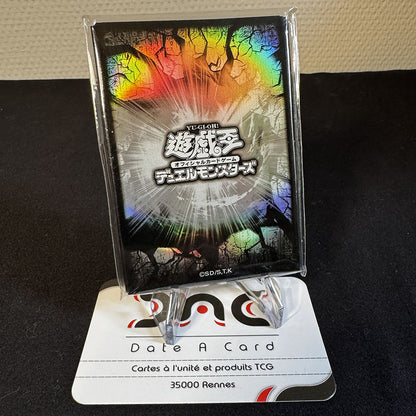 YU-GI-OH!
遊戯王
オフィシャルカードゲーム
デュエルモンスターズ
©SD/S,T,K
DAC
Date A Card
Cartes à l'unité et produits TCG
35000 Rennes